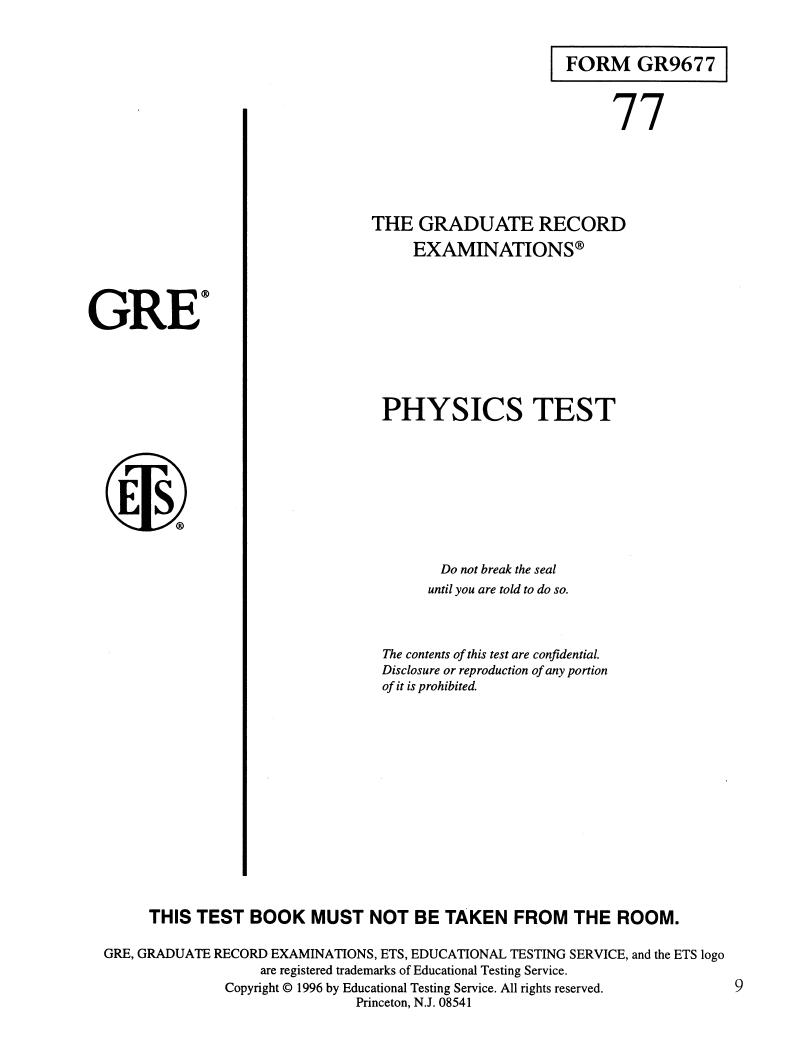 FORM GR9677
77
THE GRADUATE RECORD
EXAMINATIONS®
GRE®
PHYSICS TEST
ETS®
Do not break the seal
until you are told to do so.
The contents of this test are confidential.
Disclosure or reproduction of any portion
of it is prohibited.
THIS TEST BOOK MUST NOT BE TAKEN FROM THE ROOM.
GRE, GRADUATE RECORD EXAMINATIONS, ETS, EDUCATIONAL TESTING SERVICE, and the ETS logo
are registered trademarks of Educational Testing Service.
Copyright © 1996 by Educational Testing Service. All rights reserved.
Princeton, N.J. 08541
9